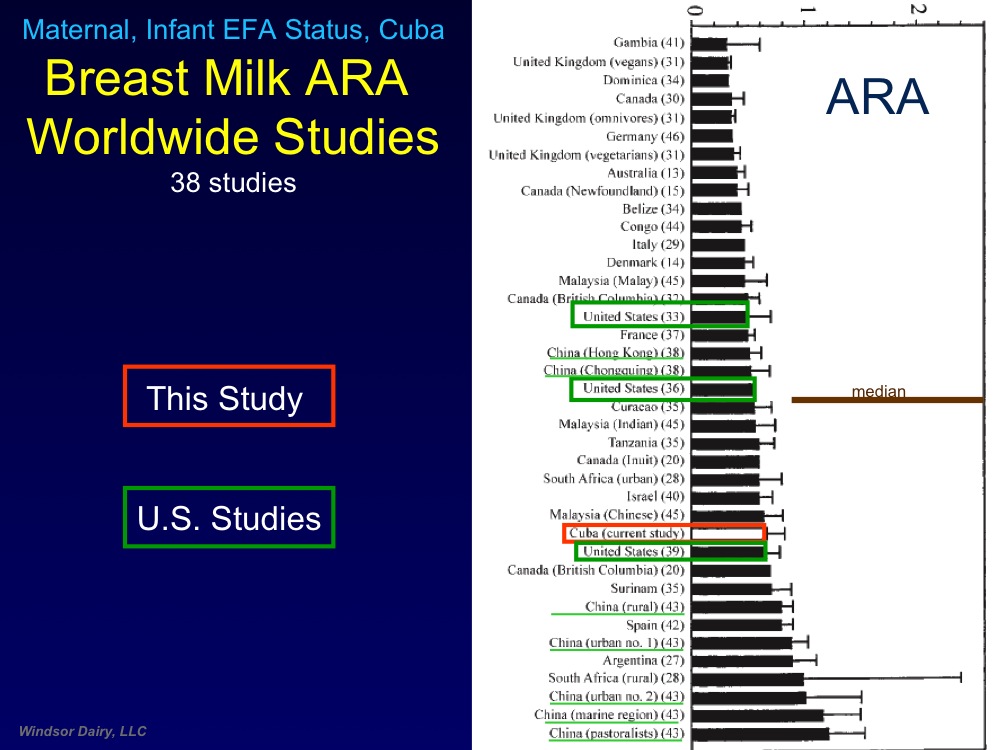 Maternal, Infant EFA Status, Cuba
Breast Milk ARA
Worldwide Studies
38 studies
This Study
U.S. Studies
Windsor Dairy, LLC
0 1 2
ARA
median
Gambia (41)
United Kingdom (vegans) (31)
Dominica (34)
Canada (30)
United Kingdom (omnivores) (31)
Germany (46)
United Kingdom (vegetarians) (31)
Australia (13)
Canada (Newfoundland) (15)
Belize (34)
Congo (44)
Italy (29)
Denmark (14)
Malaysia (Malay) (45)
Canada (British Columbia) (32)
United States (33)
France (37)
China (Hong Kong) (38)
China (Chongquing) (38)
United States (36)
Curacao (35)
Malaysia (Indian) (45)
Tanzania (35)
Canada (Inuit) (20)
South Africa (urban) (28)
Israel (40)
Malaysia (Chinese) (45)
Cuba (current study)
United States (39)
Canada (British Columbia) (20)
Surinam (35)
China (rural) (43)
Spain (42)
China (urban no. 1) (43)
Argentina (27)
South Africa (rural) (28)
China (urban no. 2) (43)
China (marine region) (43)
China (pastoralists) (43)